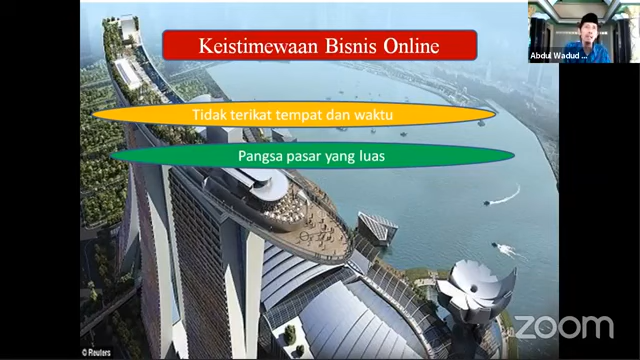 Keistimewaan Bisnis Online
Abdul Wadud ...
Tidak terikat tempat dan waktu
Pangsa pasar yang luas
zoom
© Reuters